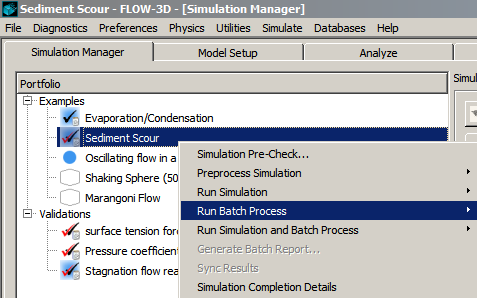 Sediment Scour - FLOW-3D - [Simulation Manager]
File Diagnostics Preferences Physics Utilities Simulate Databases Help
Simulation Manager Model Setup Analyze
Portfolio
Simu
Examples
Evaporation/Condensation
Sediment Scour
Oscillating flow in a
Shaking Sphere (50
Marangoni Flow
Validations
surface tension for
Pressure coefficien
Stagnation flow rea
Simulation Pre-Check...
Preprocess Simulation
Run Simulation
Run Batch Process
Run Simulation and Batch Process
Generate Batch Report...
Sync Results
Simulation Completion Details